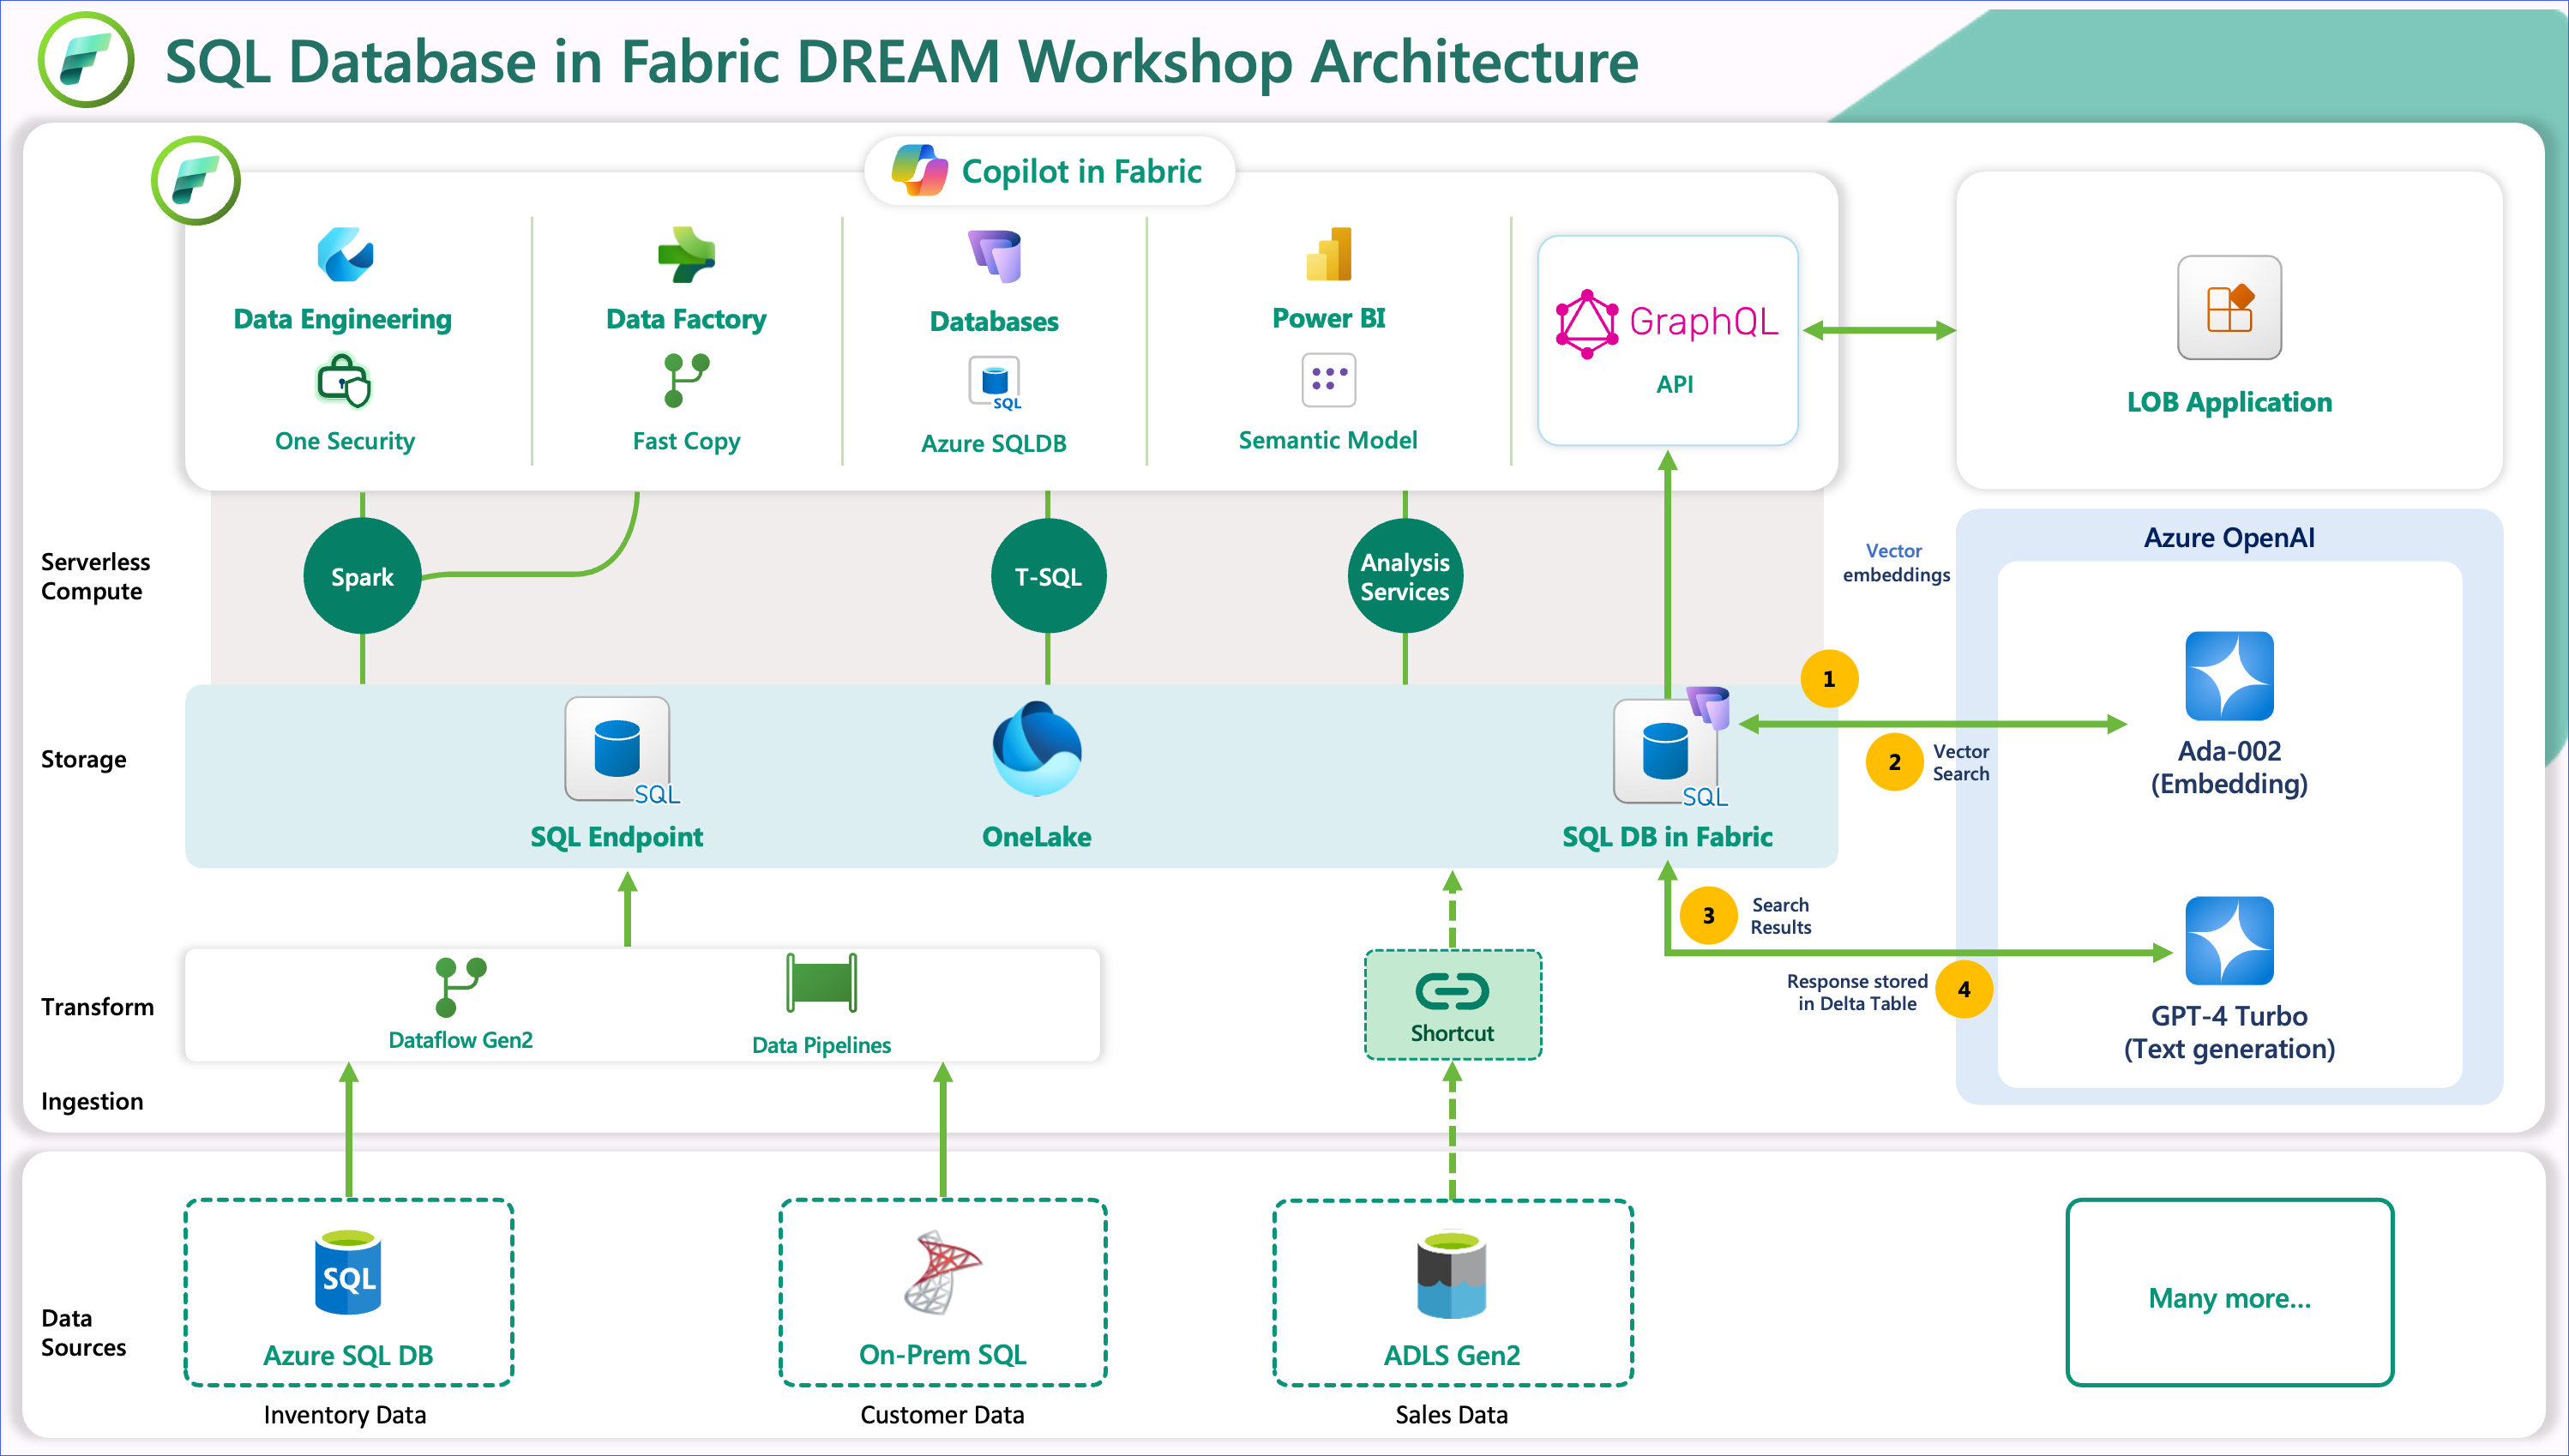 SQL Database in Fabric DREAM Workshop Architecture
Copilot in Fabric
Data Engineering
One Security
Data Factory
Fast Copy
Databases
SQL
Azure SQLDB
Power BI
Semantic Model
GraphQL
API
LOB Application
Serverless
Compute
Spark
T-SQL
Analysis
Services
Vector
embeddings
Azure OpenAI
Storage
SQL
SQL Endpoint
OneLake
SQL
SQL DB in Fabric
1
2
Vector
Search
Ada-002
(Embedding)
3
Search
Results
Response stored
in Delta Table
4
GPT-4 Turbo
(Text generation)
Transform
Dataflow Gen2
Data Pipelines
Shortcut
Ingestion
Data
Sources
SQL
Azure SQL DB
Inventory Data
On-Prem SQL
Customer Data
ADLS Gen2
Sales Data
Many more...